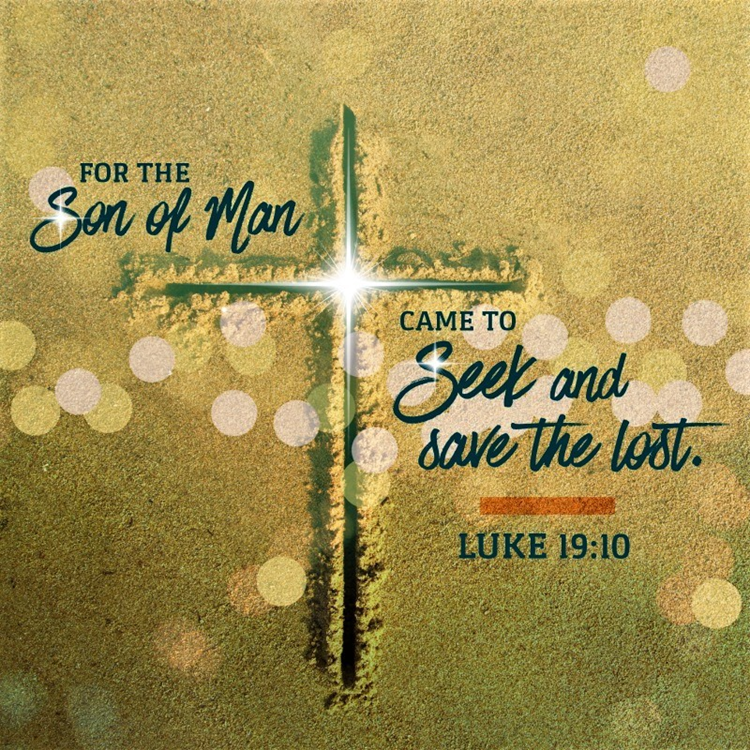 FOR THE
Son of Man
CAME TO
Seek and
save the lost.
LUKE 19:10